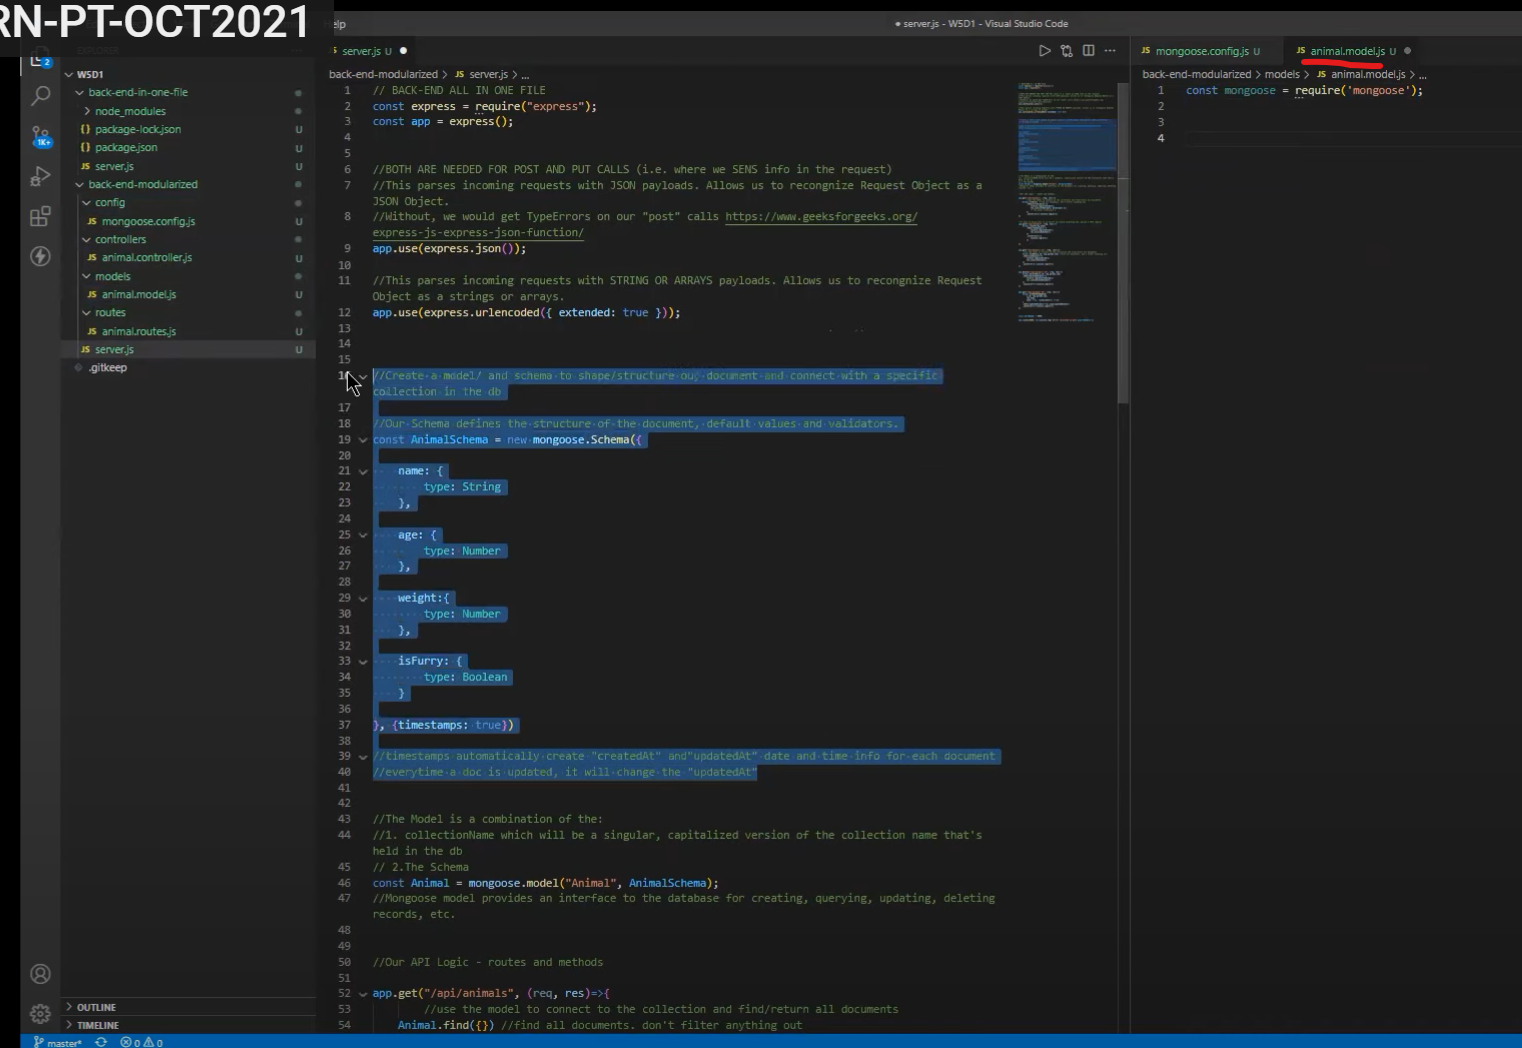 RN-PT-OCT2021
elp
● server.js - W5D1 - Visual Studio Code
EXPLORER
W5D1
back-end-in-one-file
node_modules
{} package-lock.json U
{} package.json U
JS server.js U
back-end-modularized
config
JS mongoose.config.js U
controllers
JS animal.controller.js U
models
JS animal.model.js U
routes
JS animal.routes.js U
JS server.js U
.gitkeep
OUTLINE
TIMELINE
2
1K+
server.js ●
back-end-modularized > JS server.js > ...
1 // BACK-END ALL IN ONE FILE
2 const express = require("express");
3 const app = express();
4
5
6 //BOTH ARE NEEDED FOR POST AND PUT CALLS (i.e. where we SENS info in the request)
7 //This parses incoming requests with JSON payloads. Allows us to recongnize Request Object as a
JSON Object.
8 //Without, we would get TypeErrors on our "post" calls https://www.geeksforgeeks.org/
express-js-express-json-function/
9 app.use(express.json());
10
11 //This parses incoming requests with STRING OR ARRAYS payloads. Allows us to recongnize Request
Object as a strings or arrays.
12 app.use(express.urlencoded({ extended: true }));
13
14
15
16 //Create a model/ and schema to shape/structure our document and connect with a specific
collection in the db
17
18 //Our Schema defines the structure of the document, default values and validators.
19 const AnimalSchema = new mongoose.Schema({
20
21 name: {
22 type: String
23 },
24
25 age: {
26 type: Number
27 },
28
29 weight:{
30 type: Number
31 },
32
33 isFurry: {
34 type: Boolean
35 }
36
37 }, {timestamps: true})
38
39 //timestamps automatically create "createdAt" and"updatedAt" date and time info for each document
40 //everytime a doc is updated, it will change the "updatedAt"
41
42
43 //The Model is a combination of the:
44 //1. collectionName which will be a singular, capitalized version of the collection name that's
held in the db
45 // 2.The Schema
46 const Animal = mongoose.model("Animal", AnimalSchema);
47 //Mongoose model provides an interface to the database for creating, querying, updating, deleting
records, etc.
48
49
50 //Our API Logic - routes and methods
51
52 app.get("/api/animals", (req, res)=>{
53 //use the model to connect to the collection and find/return all documents
54 Animal.find({}) //find all documents. don't filter anything out
JS mongoose.config.js U
JS animal.model.js U ●
back-end-modularized > models > JS animal.model.js > ...
1 const mongoose = require('mongoose');
2
3
4
master* 0 0